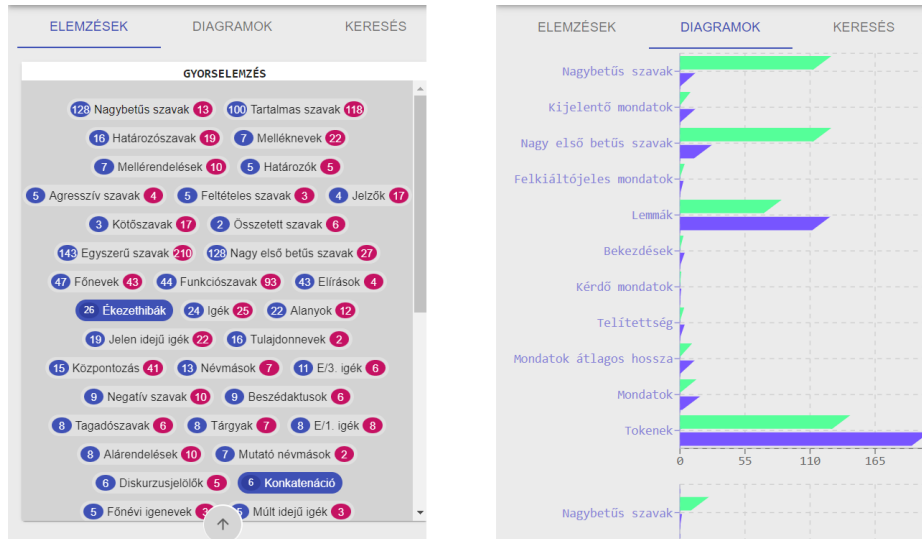 ELEMZÉSEK DIAGRAMOK KERESÉS
GYORSELEMZÉS
128 Nagybetűs szavak 13 100 Tartalmas szavak 118
16 Határozószavak 19 7 Melléknevek 22
7 Mellérendelések 10 5 Határozók 5
5 Agresszív szavak 4 5 Feltételes szavak 3 4 Jelzők 17
3 Kötőszavak 17 2 Összetett szavak 6
143 Egyszerű szavak 210 128 Nagy első betűs szavak 27
47 Főnevek 43 44 Funkciószavak 93 43 Elírások 4
26 Ékezethibák 24 Igék 25 22 Alanyok 12
19 Jelen idejű igék 22 16 Tulajdonnevek 2
15 Központozás 41 13 Névmások 7 11 E/3. igék 6
9 Negatív szavak 10 9 Beszédaktusok 6
8 Tagadószavak 6 8 Tárgyak 7 8 E/1. igék 8
8 Alárendelések 10 7 Mutató névmások 2
6 Diskurzusjelölők 5 6 Konkatenáció
5 Főnévi igenevek Múlt idejű igék 3
ELEMZÉSEK DIAGRAMOK KERESÉS
Nagybetűs szavak
Kijelentő mondatok
Nagy első betűs szavak
Felkiáltójeles mondatok
Lemmák
Bekezdések
Kérdő mondatok
Telítettség
Mondatok átlagos hossza
Mondatok
Tokenek
0 55 110 165
Nagybetűs szavak